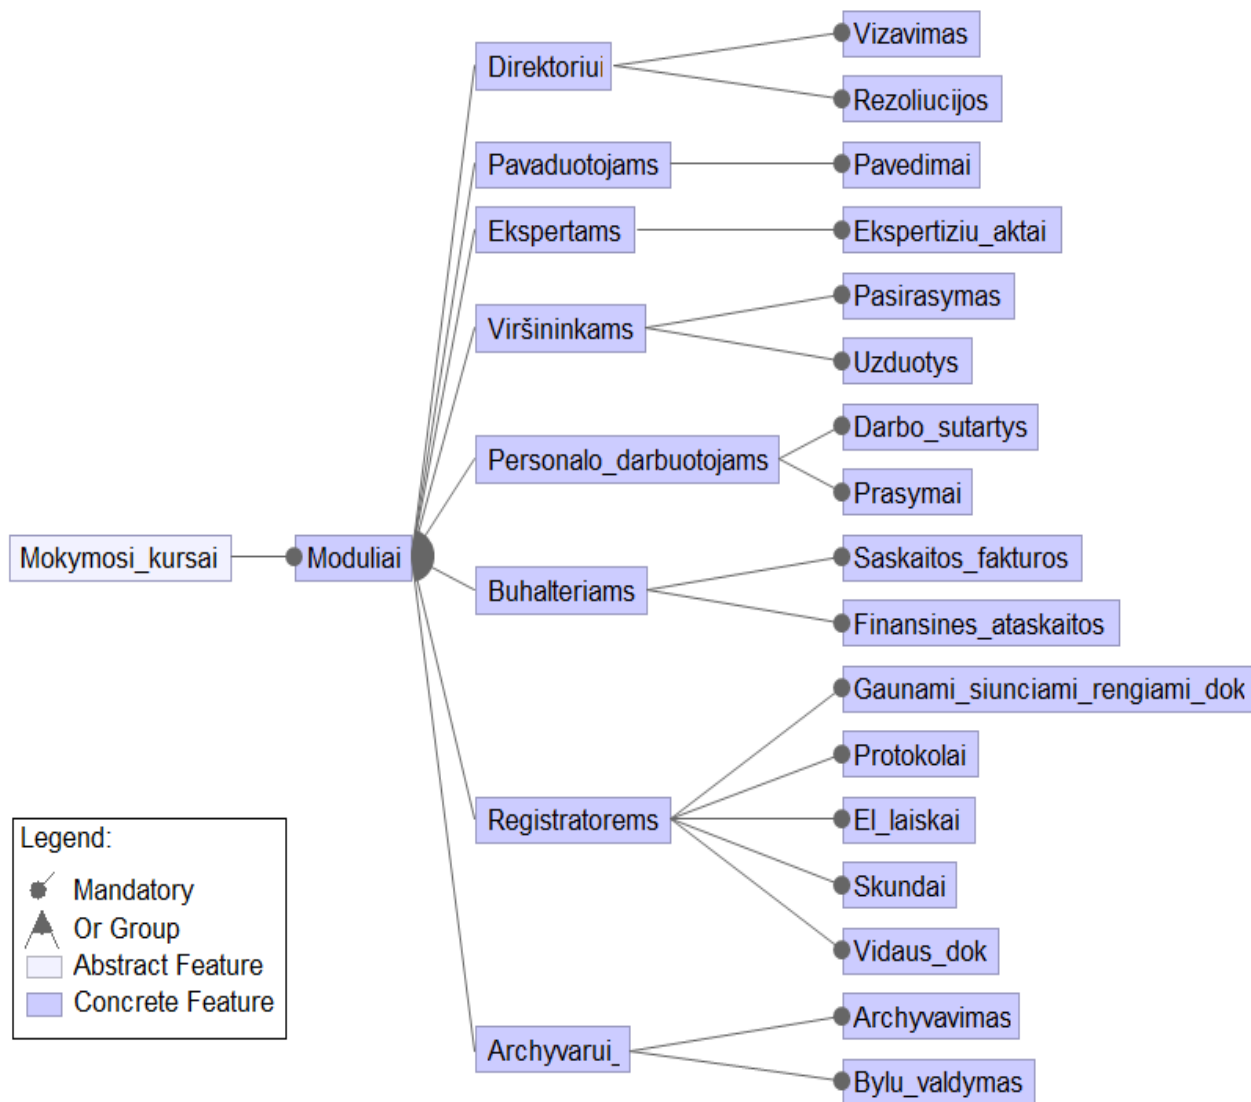 Vizavimas
Direktoriui
Rezoliucijos
Pavaduotojams
Pavedimai
Ekspertams
Ekspertiziu_aktai
Pasirasymas
Viršininkams
Uzduotys
Darbo_sutartys
Personalo_darbuotojams
Prasymai
Mokymosi_kursai
Moduliai
Saskaitos_fakturos
Buhalteriams
Finansines_ataskaitos
Gaunami_siunciami_rengiami_dok
Protokolai
Registratorems
El_laiskai
Skundai
Vidaus_dok
Archyvavimas
Archyvarui_
Bylu_valdymas
Legend:
Mandatory
Or Group
Abstract Feature
Concrete Feature